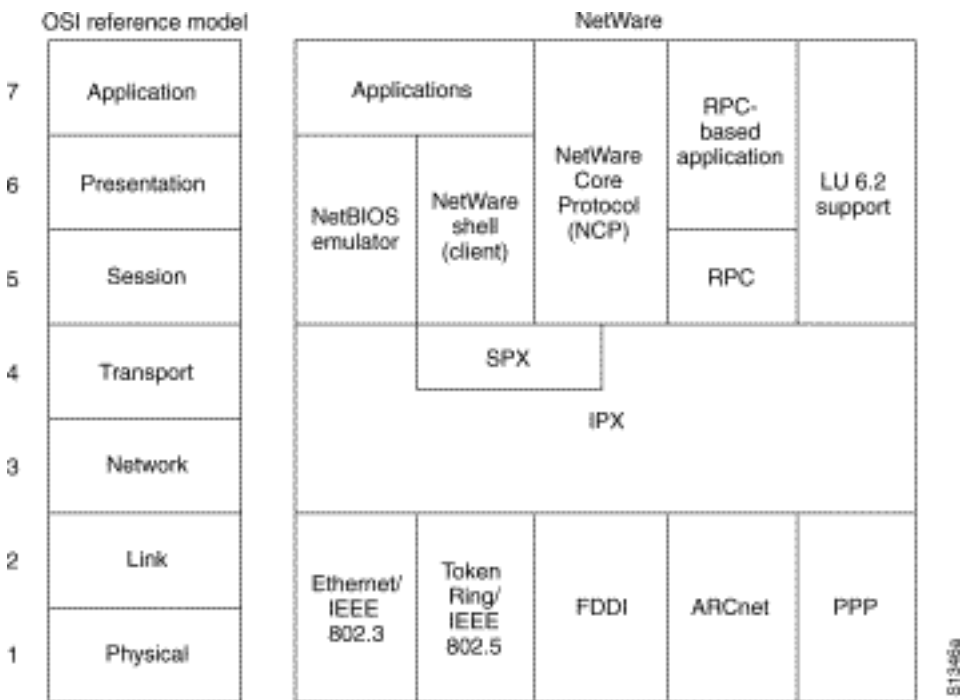 OSI reference model
NetWare
7
Application
Applications
NetWare
Core
Protocol
(NCP)
RPC-
based
application
LU 6.2
support
6
Presentation
NetBIOS
emulator
NetWare
shell
(client)
5
Session
RPC
4
Transport
SPX
IPX
3
Network
2
Link
Ethernet/
IEEE
802.3
Token
Ring/
IEEE
802.5
FDDI
ARCnet
PPP
1
Physical
S1346a